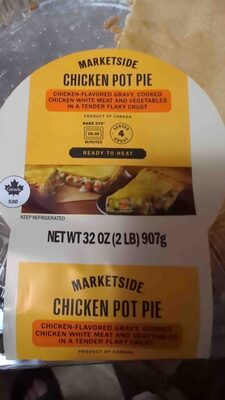 MARKETSIDE
CHICKEN POT PIE
CHICKEN-FLAVORED GRAVY, COOKED
CHICKEN WHITE MEAT AND VEGETABLES
IN A TENDER FLAKY CRUST
PRODUCT OF CANADA
BAKE 375°
MINUTES
SERVES
4
ABOUT
READY TO HEAT
CANADA
530
KEEP REFRIGERATED
NET WT 32 OZ (2 LB) 907g
MARKETSIDE
CHICKEN POT PIE
CHICKEN-FLAVORED GRAVY, COOKED
CHICKEN WHITE MEAT AND VEGETABLES
IN A TENDER FLAKY CRUST
PRODUCT OF CANADA